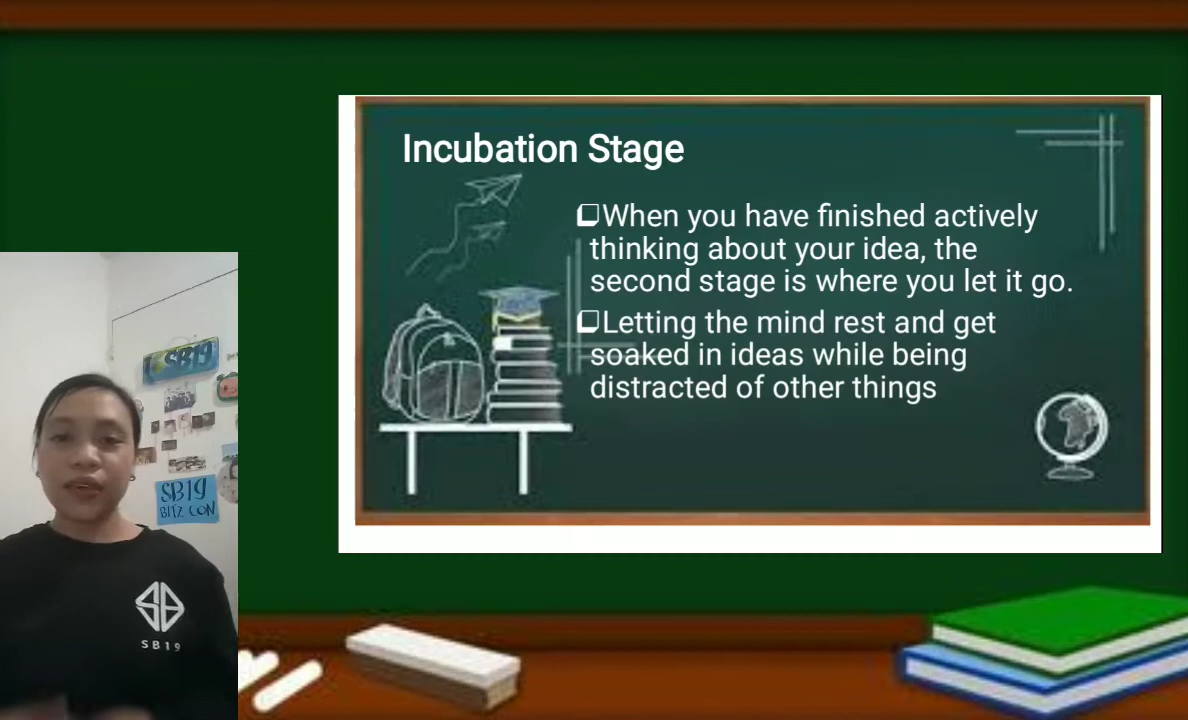 Incubation Stage
❑When you have finished actively
thinking about your idea, the
second stage is where you let it go.
❑Letting the mind rest and get
soaked in ideas while being
distracted of other things
SB19
SB19
BITZ CON
SB19